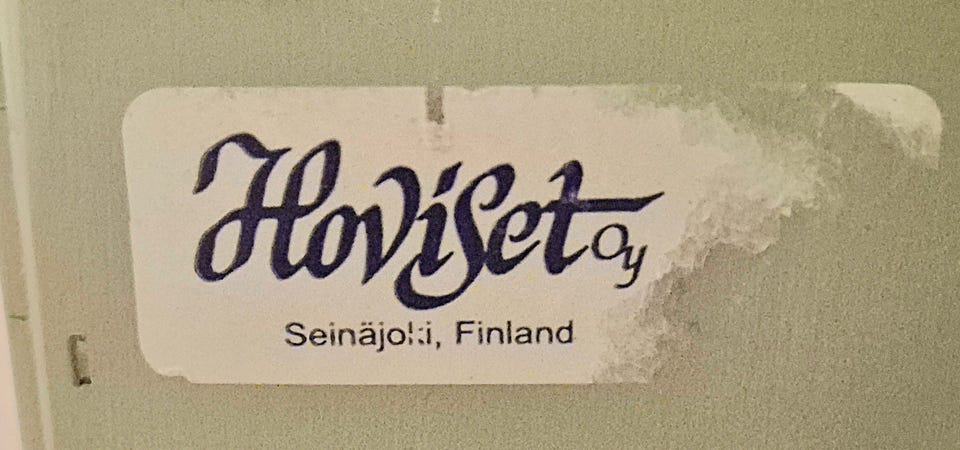 HoviSet Oy
Seinäjoki, Finland